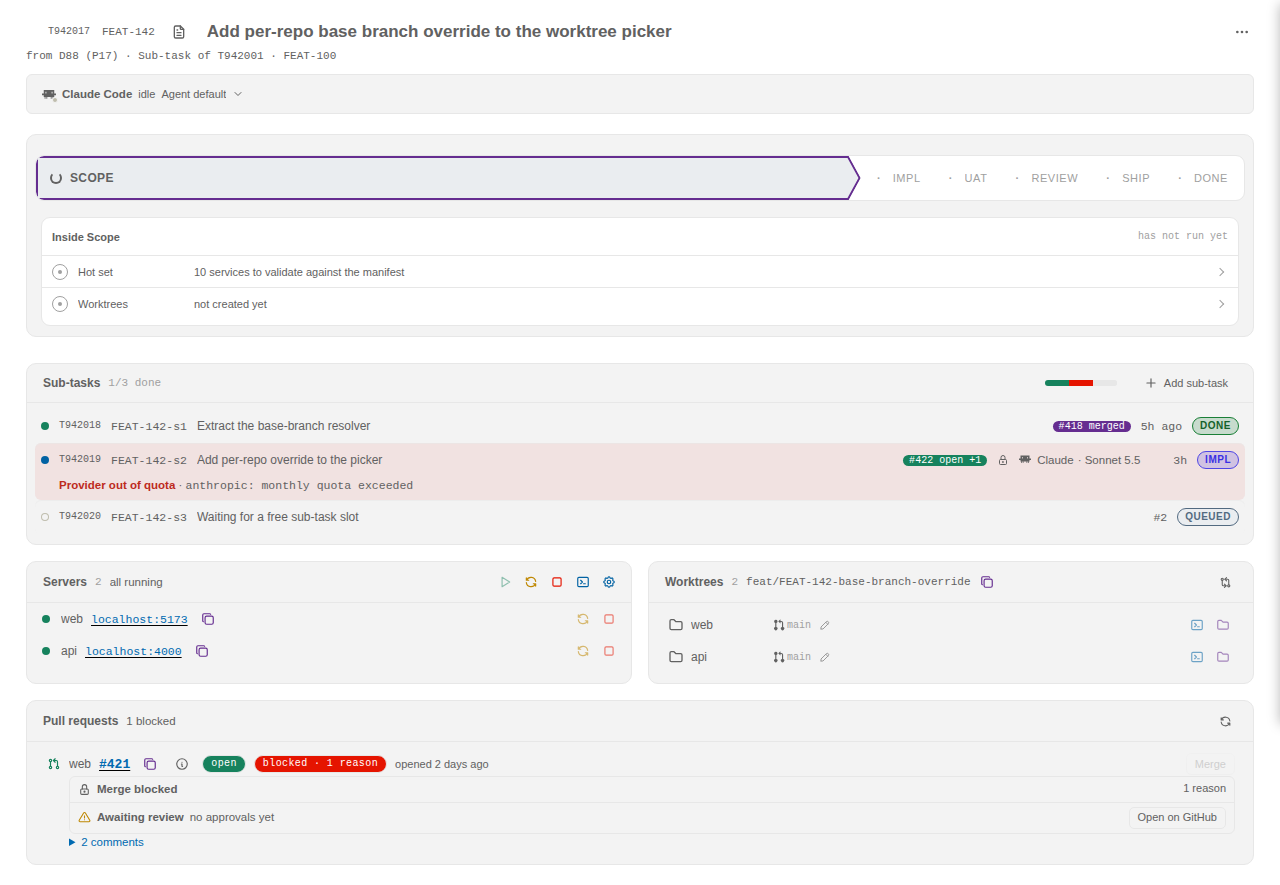 T942017 FEAT-142 Add per-repo base branch override to the worktree picker
from D88 (P17) · Sub-task of T942001 · FEAT-100
Claude Code idle Agent default
SCOPE · IMPL · UAT · REVIEW · SHIP · DONE
Inside Scope has not run yet
Hot set 10 services to validate against the manifest
Worktrees not created yet
Sub-tasks 1/3 done Add sub-task
T942018 FEAT-142-s1 Extract the base-branch resolver #418 merged 5h ago DONE
T942019 FEAT-142-s2 Add per-repo override to the picker #422 open +1 Claude · Sonnet 5.5 3h IMPL
Provider out of quota · anthropic: monthly quota exceeded
T942020 FEAT-142-s3 Waiting for a free sub-task slot #2 QUEUED
Servers 2 all running
web localhost:5173
api localhost:4000
Worktrees 2 feat/FEAT-142-base-branch-override
web main
api main
Pull requests 1 blocked
web #421 open blocked · 1 reason opened 2 days ago Merge
Merge blocked 1 reason
Awaiting review no approvals yet Open on GitHub
2 comments